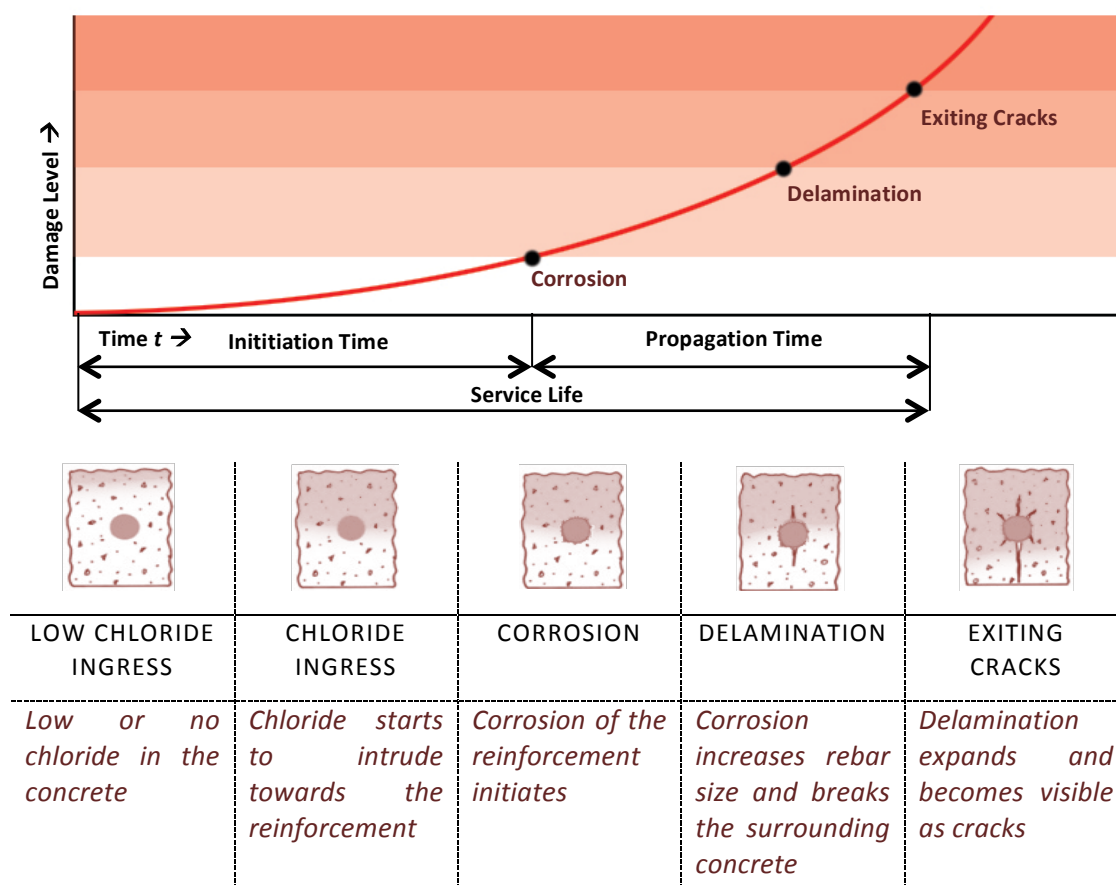 Damage Level →
Exiting Cracks
Delamination
Corrosion
Time t → Inititiation Time Propagation Time
Service Life
LOW CHLORIDE
INGRESS
CHLORIDE
INGRESS
CORROSION
DELAMINATION
EXITING
CRACKS
Low or no
chloride in the
concrete
Chloride starts
to intrude
towards the
reinforcement
Corrosion of the
reinforcement
initiates
Corrosion
increases rebar
size and breaks
the surrounding
concrete
Delamination
expands and
becomes visible
as cracks